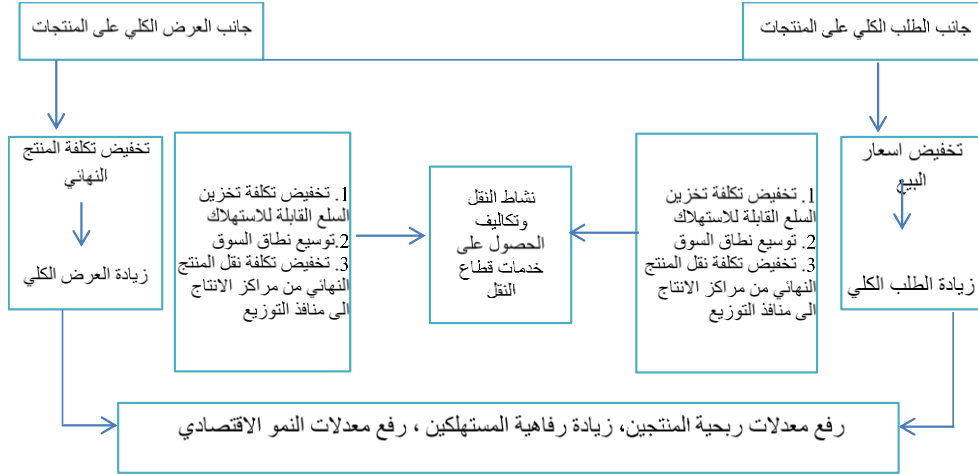 جانب الطلب الكلي على المنتجات
جانب العرض الكلي على المنتجات
تخفيض اسعار
البيع
زيادة الطلب الكلي
1. تخفيض تكلفة تخزين
السلع القابلة للاستهلاك
2. توسيع نطاق السوق
3. تخفيض تكلفة نقل المنتج
النهائي من مراكز الانتاج
الى منافذ التوزيع
نشاط النقل
وتكاليف
الحصول على
خدمات قطاع
النقل
1. تخفيض تكلفة تخزين
السلع القابلة للاستهلاك
2.توسيع نطاق السوق
3. تخفيض تكلفة نقل المنتج
النهائي من مراكز الانتاج
الى منافذ التوزيع
تخفيض تكلفة المنتج
النهائي
زيادة العرض الكلي
رفع معدلات ربحية المنتجين، زيادة رفاهية المستهلكين ، رفع معدلات النمو الاقتصادي